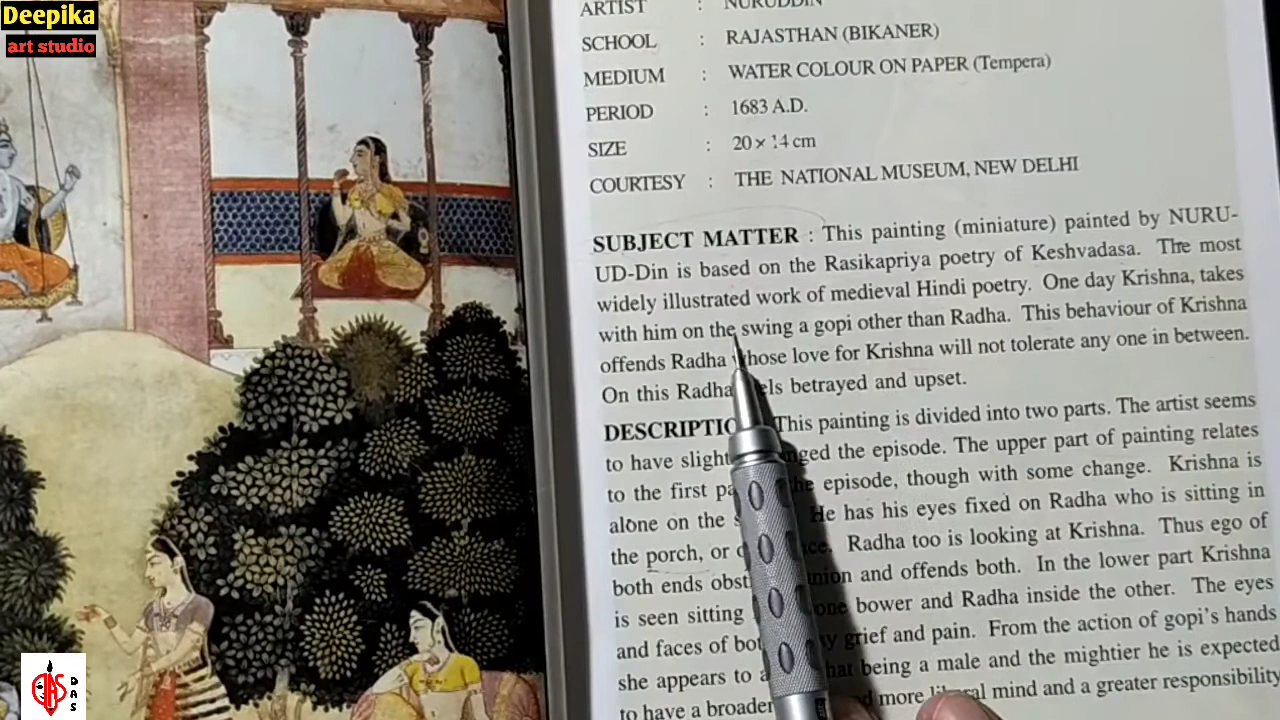 Deepika
art studio
ARTIST : NURUDDIN
SCHOOL : RAJASTHAN (BIKANER)
MEDIUM : WATER COLOUR ON PAPER (Tempera)
PERIOD : 1683 A.D.
SIZE : 20 × 14 cm
COURTESY : THE NATIONAL MUSEUM, NEW DELHI
SUBJECT MATTER : This painting (miniature) painted by NURU-
UD-Din is based on the Rasikapriya poetry of Keshvadasa. The most
widely illustrated work of medieval Hindi poetry. One day Krishna, takes
with him on the swing a gopi other than Radha. This behaviour of Krishna
offends Radha whose love for Krishna will not tolerate any one in between.
On this Radha betrayed and upset.
This painting is divided into two parts. The artist seems
to have the episode. The upper part of painting relates
to the first episode, though with some change. Krishna is
alone on the He has his eyes fixed on Radha who is sitting in
the porch, or Radha too is looking at Krishna. Thus ego of
both ends and offends both. In the lower part Krishna
is seen sitting one bower and Radha inside the other. The eyes
and faces of grief and pain. From the action of gopi's hands
she appears to that being a male and the mightier he is expected
to have a broader more mind and a greater responsibility
DAS
DAS